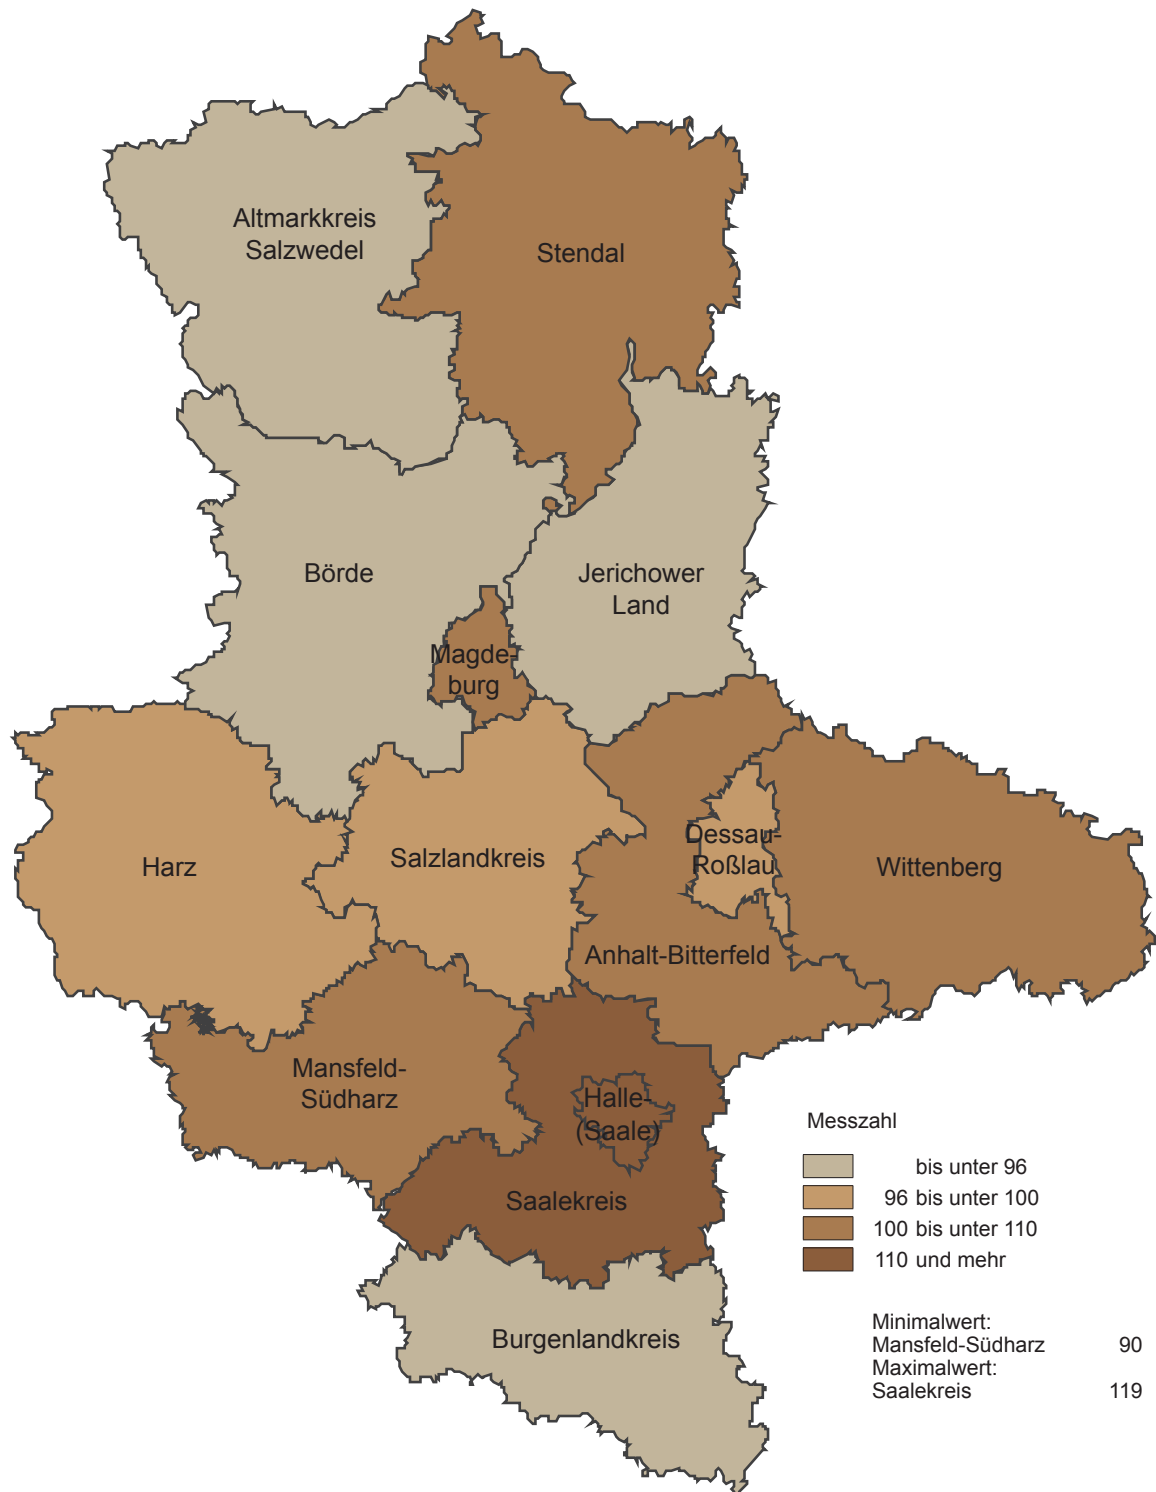 Altmarkkreis
Salzwedel
Stendal
Börde
Jerichower
Land
Magde-
burg
Dessau-
Roßlau
Harz
Salzlandkreis
Wittenberg
Anhalt-Bitterfeld
Mansfeld-
Südharz
Halle-
(Saale)
Saalekreis
Burgenlandkreis
Messzahl
bis unter 96
96 bis unter 100
100 bis unter 110
110 und mehr
Minimalwert:
Mansfeld-Südharz 90
Maximalwert:
Saalekreis 119